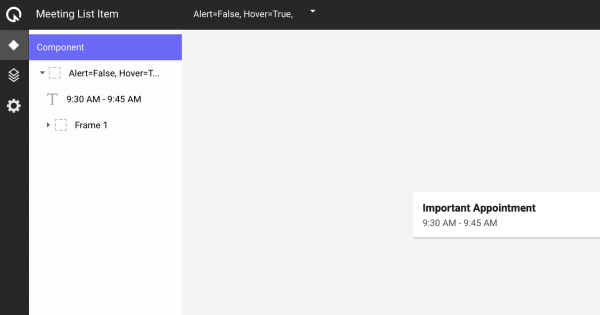 Meeting List Item
Alert=False, Hover=True,
Component
Alert=False, Hover=T...
9:30 AM - 9:45 AM
Frame 1
Important Appointment
9:30 AM - 9:45 AM